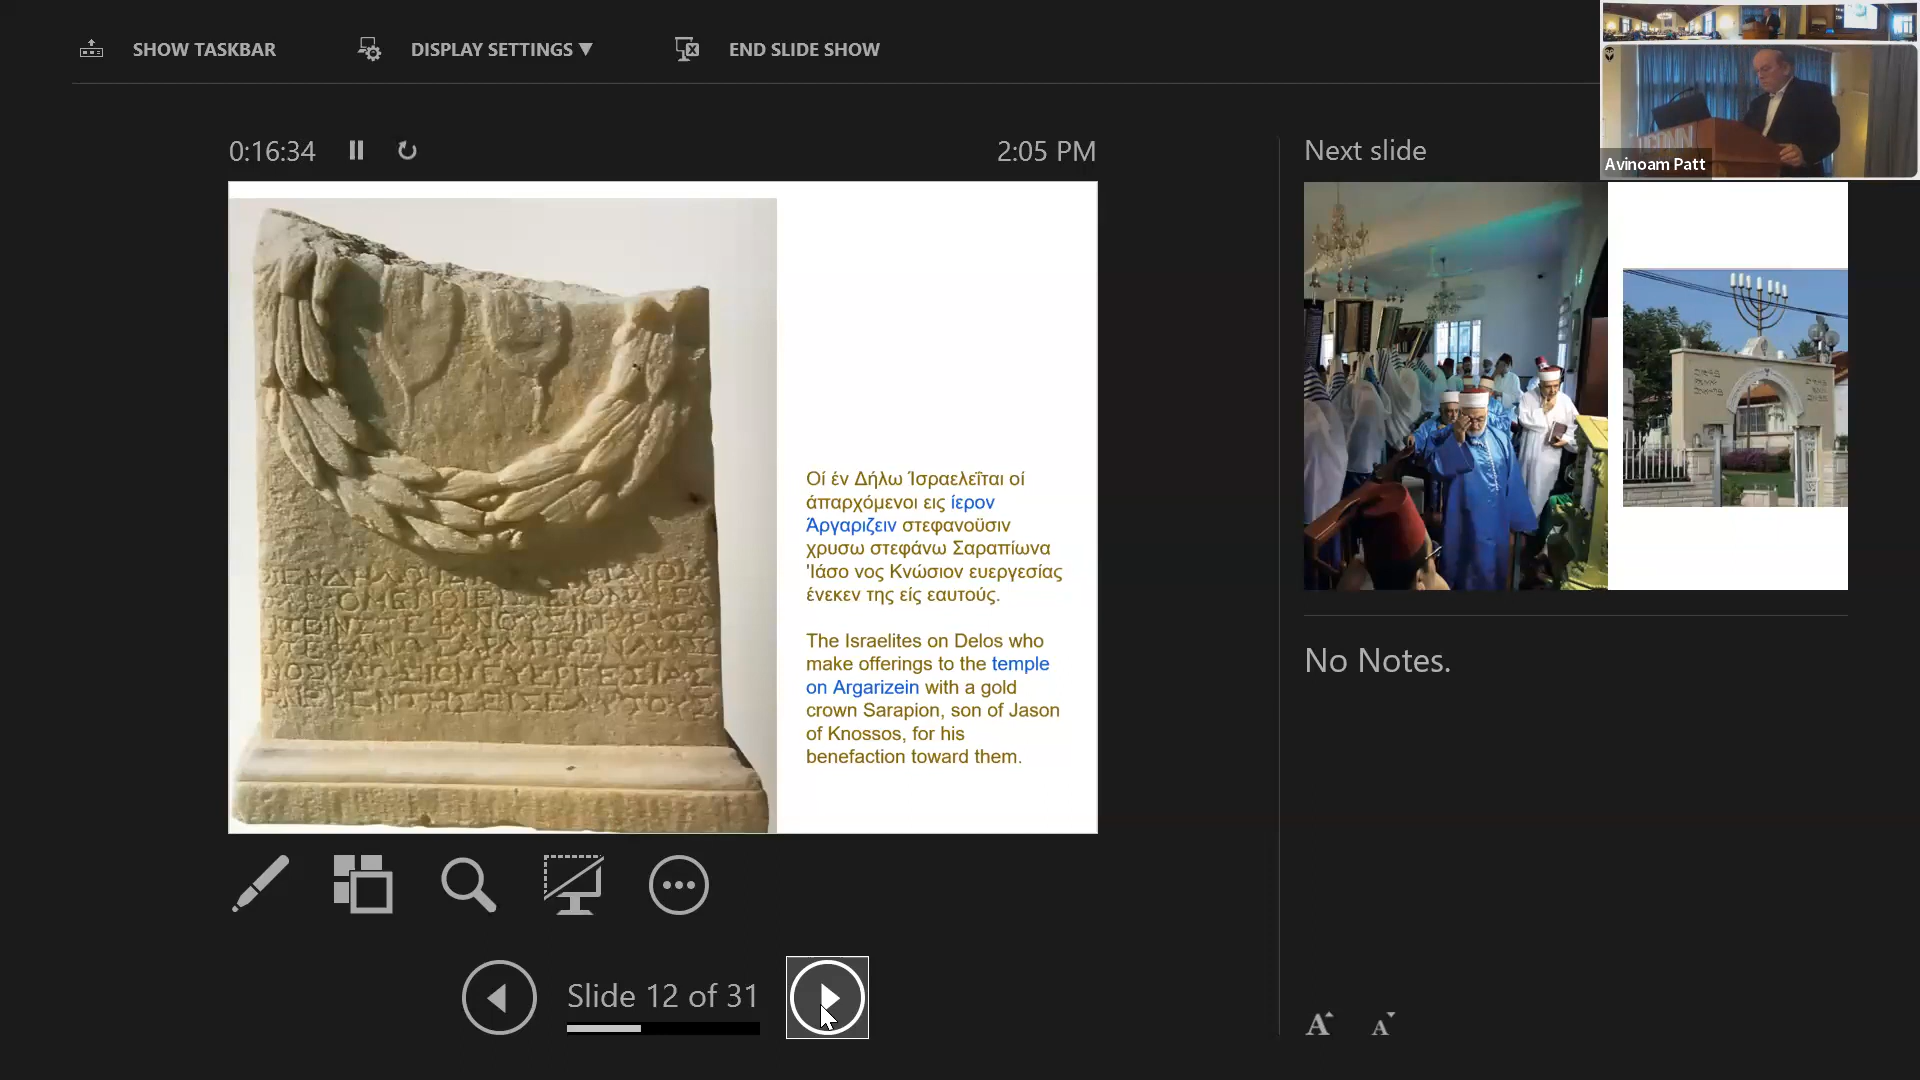 SHOW TASKBAR
DISPLAY SETTINGS ▼
END SLIDE SHOW
0:16:34
2:05 PM
Οί έν Δήλω Ίσραελεῖται οί
άπαρχόμενοι εις ίερον
Άργαριζειν στεφανοῦσιν
χρυσω στεφάνω Σαραπίωνα
'Ιάσο νος Κνώσιον ευεργεσίας
ένεκεν της είς εαυτούς.
The Israelites on Delos who
make offerings to the temple
on Argarizein with a gold
crown Sarapion, son of Jason
of Knossos, for his
benefaction toward them.
Slide 12 of 31
Next slide
No Notes.
A A
UCONN
Avinoam Patt